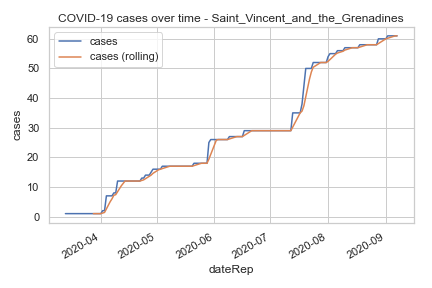 COVID-19 cases over time - Saint_Vincent_and_the_Grenadines
cases
cases (rolling)
60
50
40
30
20
10
0
cases
2020-04
2020-05
2020-06
2020-07
2020-08
2020-09
dateRep